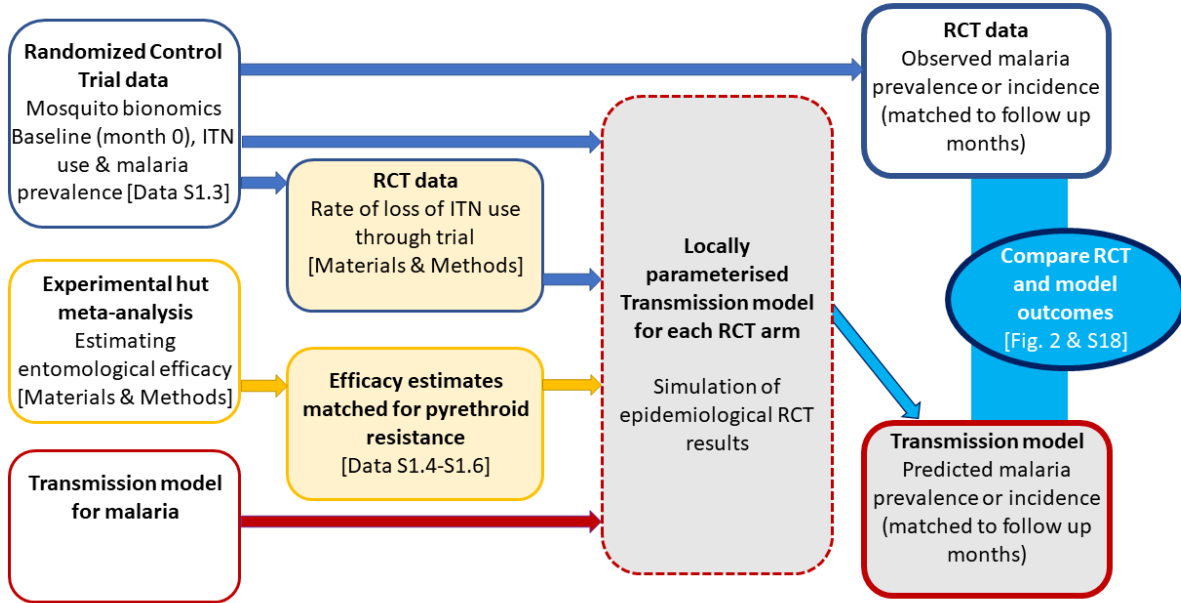 Randomized Control
Trial data
Mosquito bionomics
Baseline (month 0), ITN
use & malaria
prevalence [Data S1.3]
RCT data
Rate of loss of ITN use
through trial
[Materials & Methods]
Experimental hut
meta-analysis
Estimating
entomological efficacy
[Materials & Methods]
Efficacy estimates
matched for pyrethroid
resistance
[Data S1.4-S1.6]
Transmission model
for malaria
Locally
parameterised
Transmission model
for each RCT arm
Simulation of
epidemiological RCT
results
RCT data
Observed malaria
prevalence or incidence
(matched to follow up
months)
Compare RCT
and model
outcomes
[Fig. 2 & S18]
Transmission model
Predicted malaria
prevalence or incidence
(matched to follow up
months)